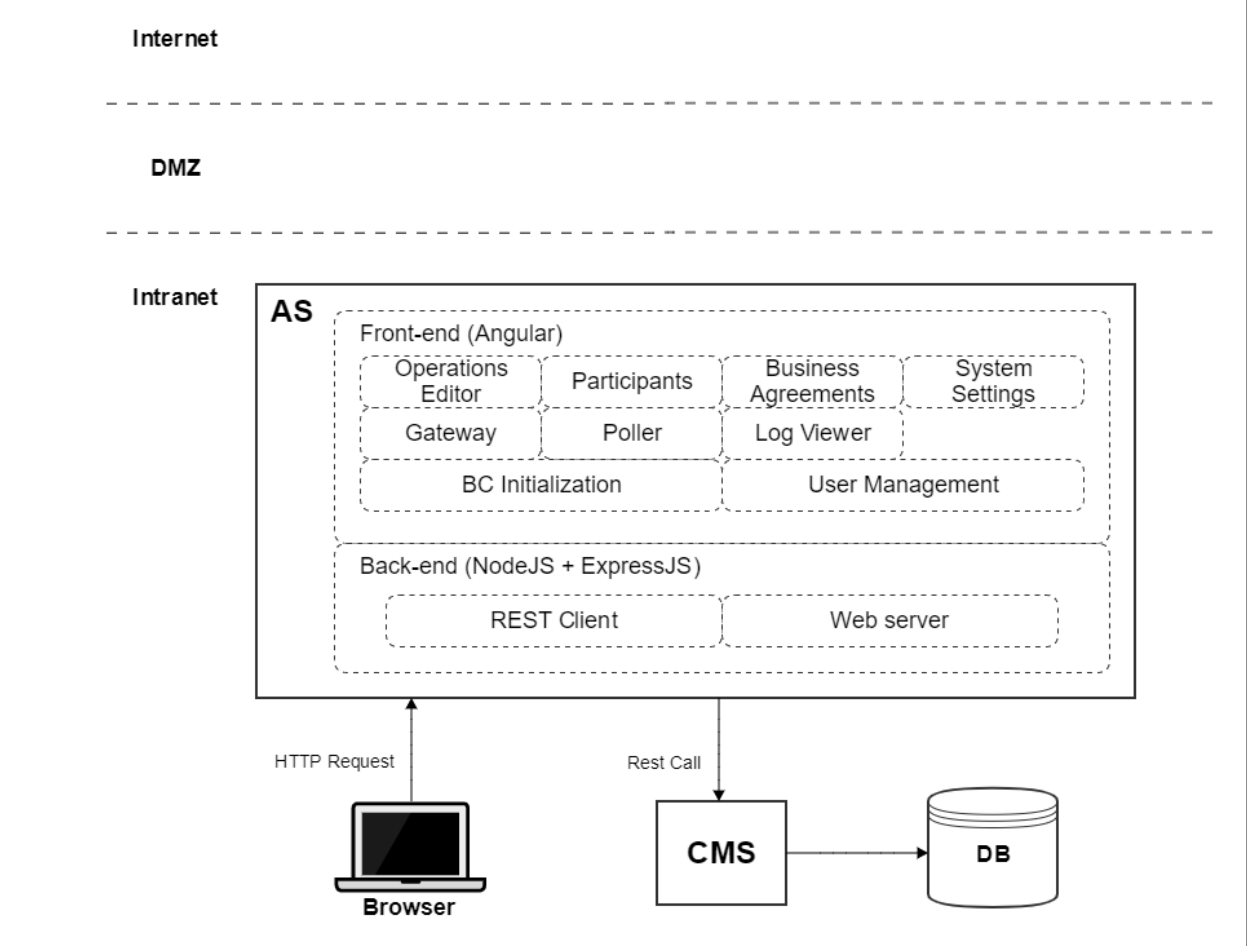 Internet
DMZ
Intranet
AS
Front-end (Angular)
Operations
Editor
Participants
Business
Agreements
System
Settings
Gateway
Poller
Log Viewer
BC Initialization
User Management
Back-end (NodeJS + ExpressJS)
REST Client
Web server
HTTP Request
Rest Call
Browser
CMS
DB